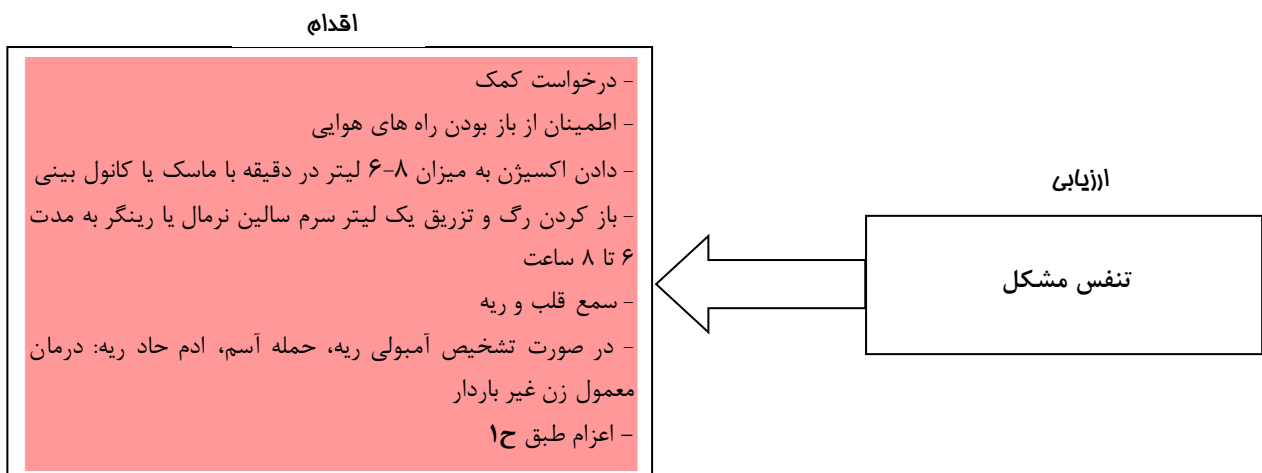 اقدام
- درخواست کمک
- اطمینان از باز بودن راه های هوایی
- دادن اکسیژن به میزان ۸-۶ لیتر در دقیقه با ماسک یا کانول بینی
- باز کردن رگ و تزریق یک لیتر سرم سالین نرمال یا رینگر به مدت
۶ تا ۸ ساعت
- سمع قلب و ریه
- در صورت تشخیص آمبولی ریه، حمله آسم، ادم حاد ریه: درمان
معمول زن غیر باردار
- اعزام طبق ح۱
ارزیابی
تنفس مشکل